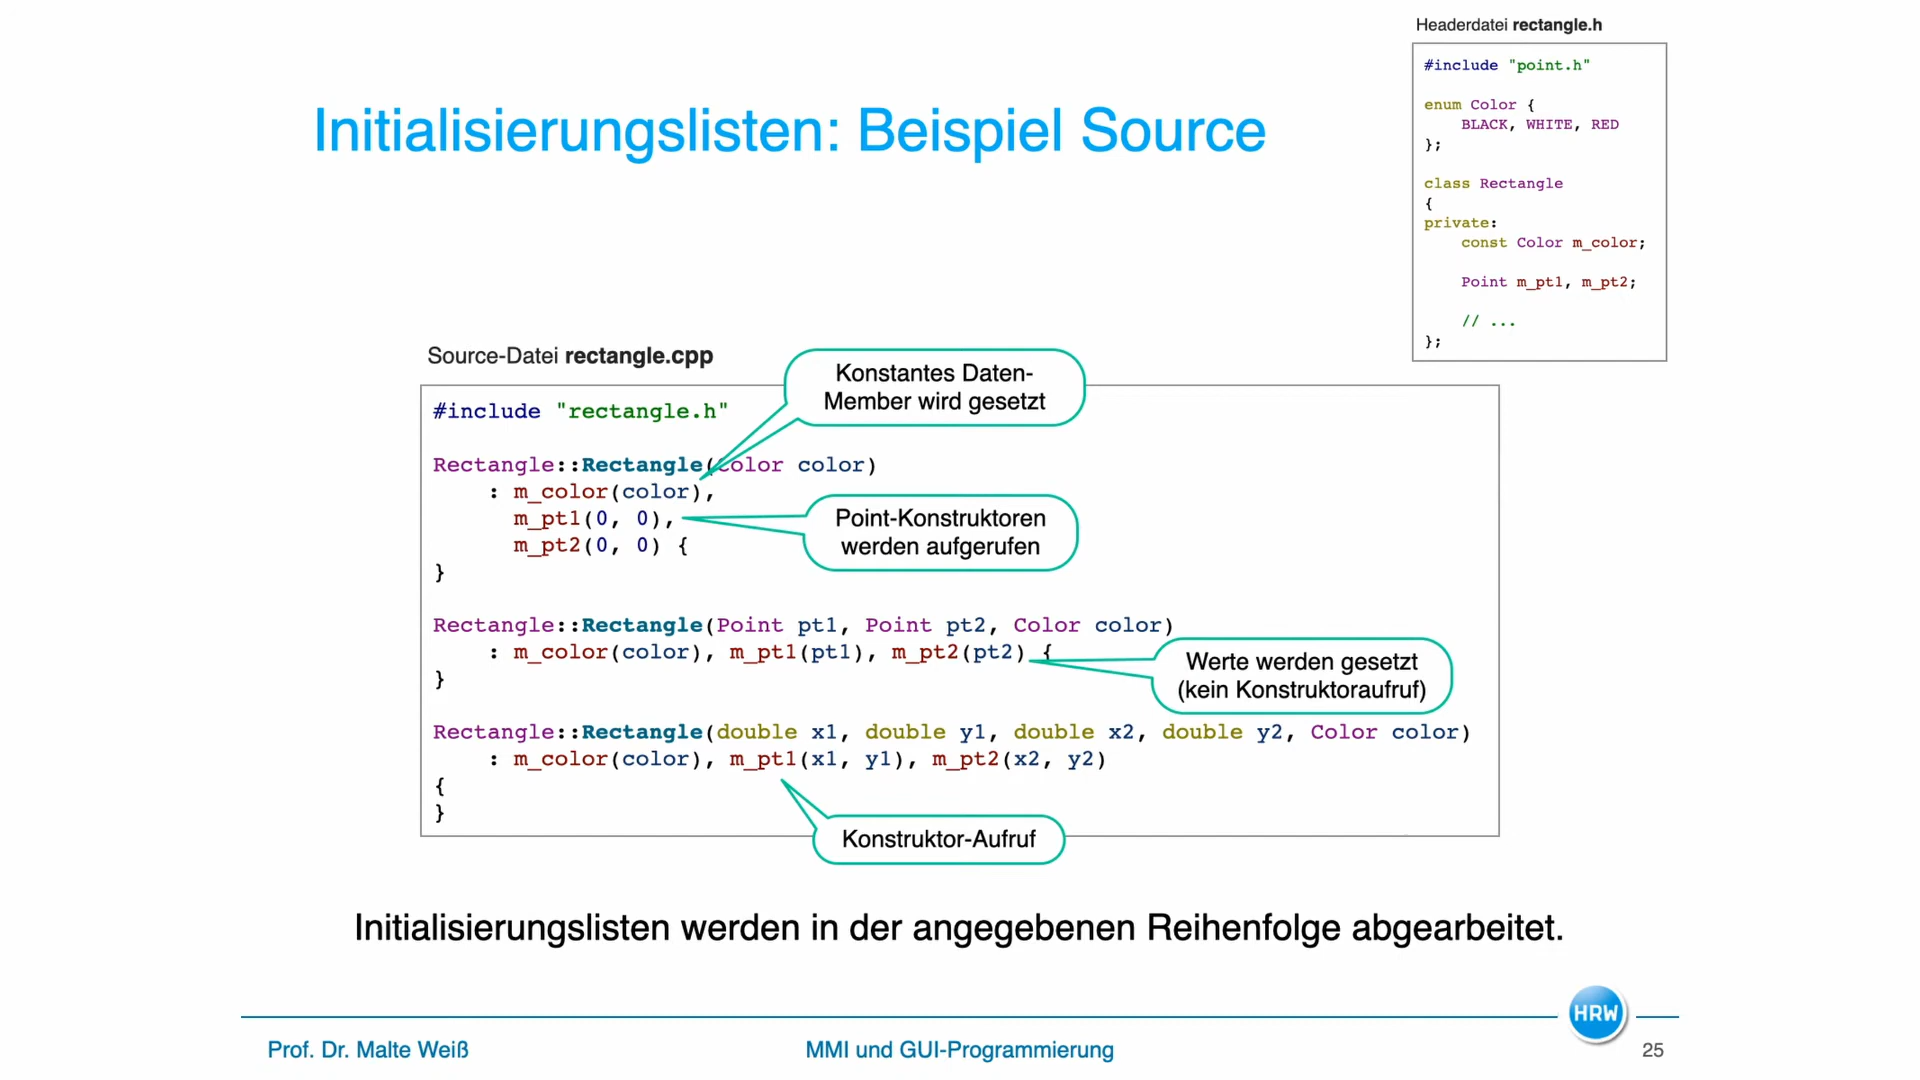 Headerdatei rectangle.h
#include "point.h"
enum Color {
BLACK, WHITE, RED
};
class Rectangle
{
private:
const Color m_color;
Point m_pt1, m_pt2;
// ...
};
Initialisierungslisten: Beispiel Source
Source-Datei rectangle.cpp
Konstantes Daten-
Member wird gesetzt
#include "rectangle.h"
Rectangle::Rectangle(Color color)
: m_color(color),
m_pt1(0, 0),
m_pt2(0, 0) {
}
Point-Konstruktoren
werden aufgerufen
Rectangle::Rectangle(Point pt1, Point pt2, Color color)
: m_color(color), m_pt1(pt1), m_pt2(pt2) {
}
Werte werden gesetzt
(kein Konstruktoraufruf)
Rectangle::Rectangle(double x1, double y1, double x2, double y2, Color color)
: m_color(color), m_pt1(x1, y1), m_pt2(x2, y2)
{
}
Konstruktor-Aufruf
Initialisierungslisten werden in der angegebenen Reihenfolge abgearbeitet.
HRW
Prof. Dr. Malte Weiß
MMI und GUI-Programmierung
25